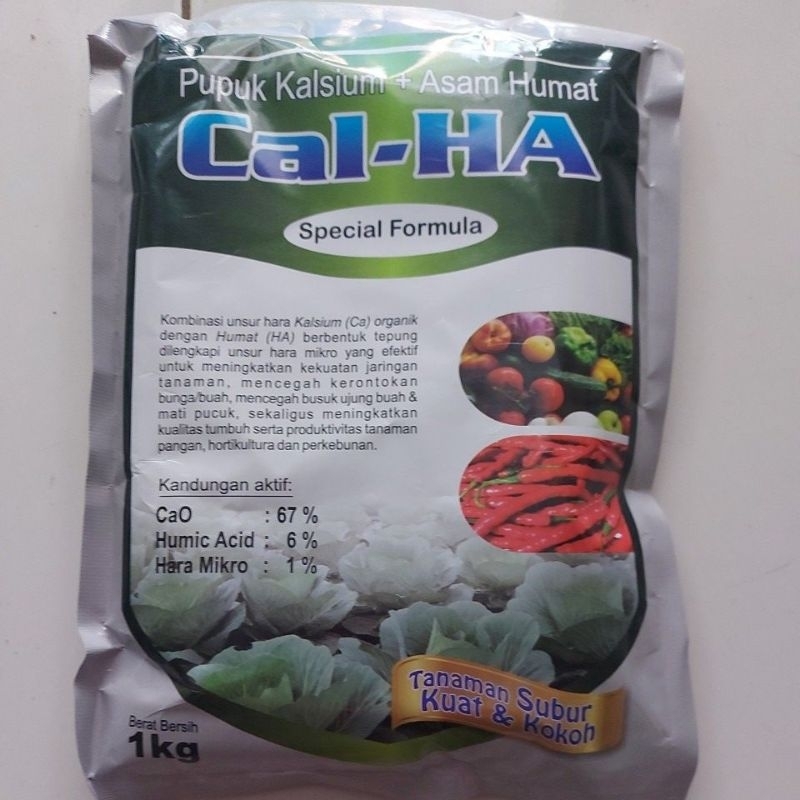 Pupuk Kalsium + Asam Humat
Cal-HA
Special Formula
Kombinasi unsur hara Kalsium (Ca) organik
dengan Humat (HA) berbentuk tepung
dilengkapi unsur hara mikro yang efektif
untuk meningkatkan kekuatan jaringan
tanaman, mencegah kerontokan
bunga/buah, mencegah busuk ujung buah &
mati pucuk, sekaligus meningkatkan
kualitas tumbuh serta produktivitas tanaman
pangan, hortikultura dan perkebunan.
Kandungan aktif:
CaO : 67 %
Humic Acid : 6 %
Hara Mikro : 1 %
Tanaman Subur
Kuat & Kokoh
Berat Bersih
1kg